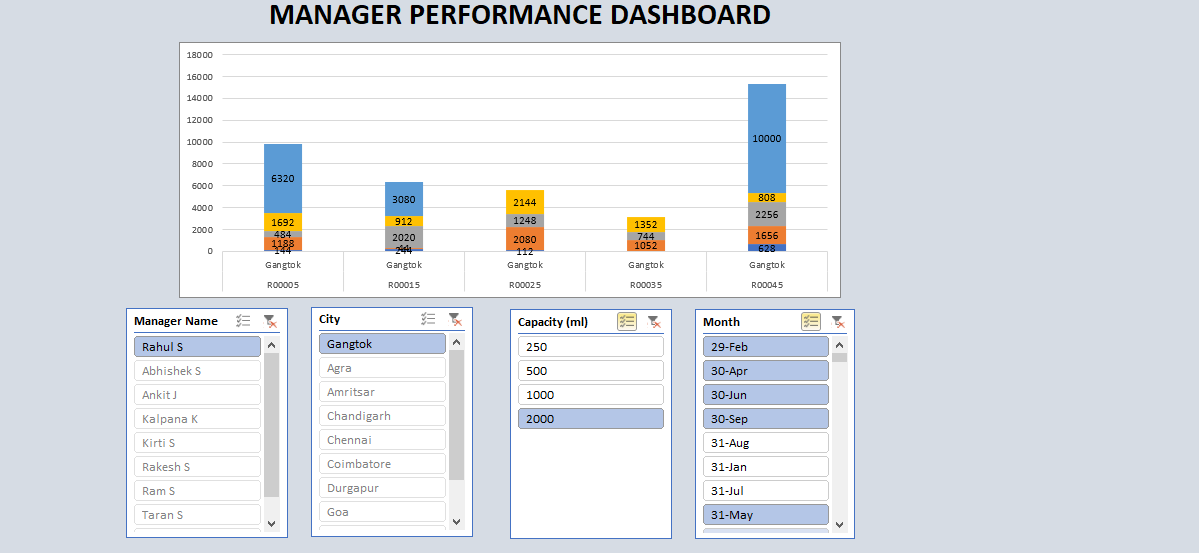 MANAGER PERFORMANCE DASHBOARD
18000
16000
14000
12000
10000
8000
6000
4000
2000
0
6320
1692
484
1188
144
3080
912
2020
244
2144
1248
2080
112
1352
744
1052
10000
808
2256
1656
628
Gangtok Gangtok Gangtok Gangtok Gangtok
R00005 R00015 R00025 R00035 R00045
Manager Name
Rahul S
Abhishek S
Ankit J
Kalpana K
Kirti S
Rakesh S
Ram S
Taran S
City
Gangtok
Agra
Amritsar
Chandigarh
Chennai
Coimbatore
Durgapur
Goa
Capacity (ml)
250
500
1000
2000
Month
29-Feb
30-Apr
30-Jun
30-Sep
31-Aug
31-Jan
31-Jul
31-May